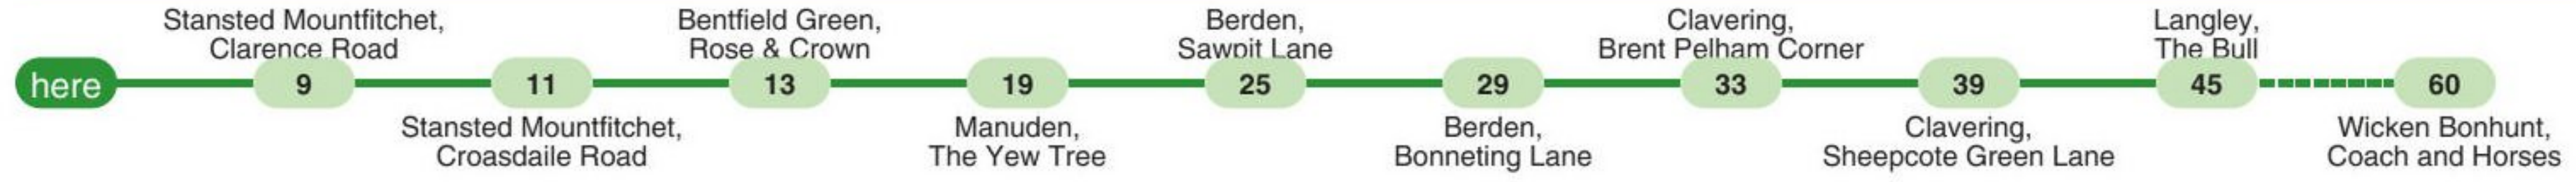 here
Stansted Mountfitchet,
Clarence Road
9
Stansted Mountfitchet,
Croasdaile Road
11
Bentfield Green,
Rose & Crown
13
Manuden,
The Yew Tree
19
Berden,
Sawpit Lane
25
Berden,
Bonneting Lane
29
Clavering,
Brent Pelham Corner
33
Clavering,
Sheepcote Green Lane
39
Langley,
The Bull
45
Wicken Bonhunt,
Coach and Horses
60